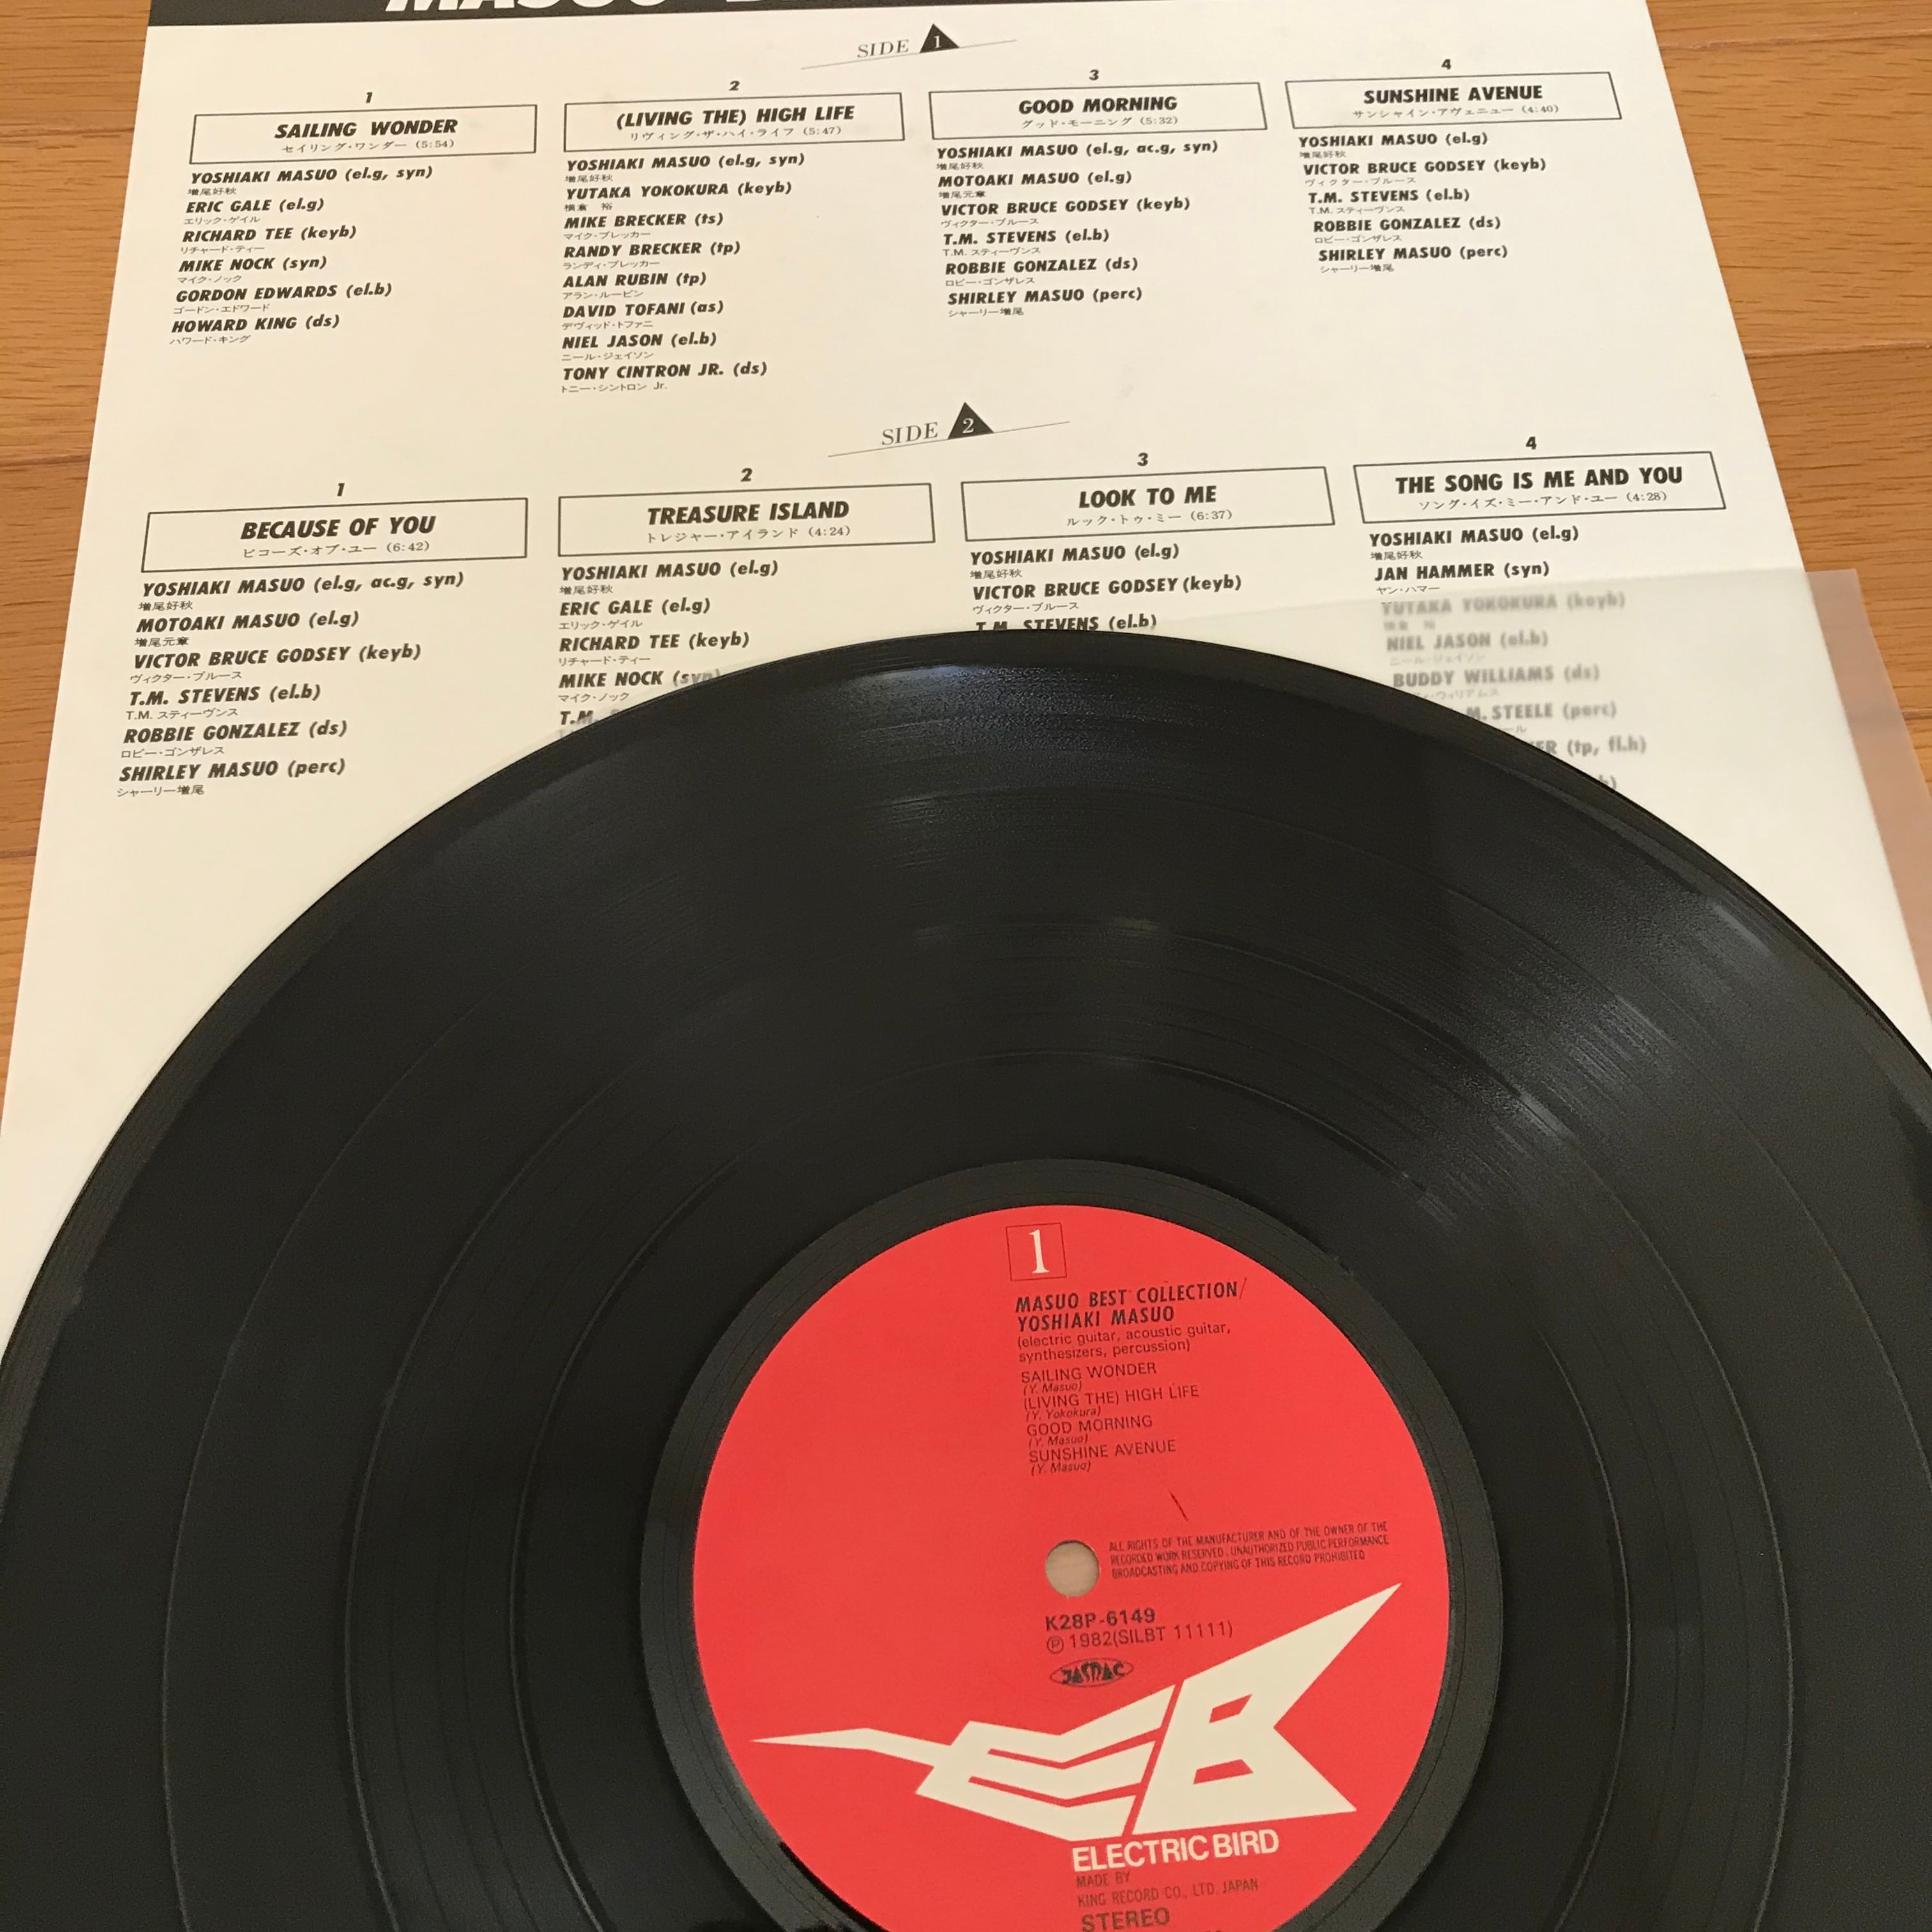 SIDE 1
1
SAILING WONDER
セイリング・ワンダー (5:54)
YOSHIAKI MASUO (el.g, syn)
増尾好秋
ERIC GALE (el.g)
エリック・ゲイル
RICHARD TEE (keyb)
リチャード・ティー
MIKE NOCK (syn)
マイク・ノック
GORDON EDWARDS (el.b)
ゴードン・エドワード
HOWARD KING (ds)
ハワード・キング
2
(LIVING THE) HIGH LIFE
リヴィング・ザ・ハイ・ライフ (5:47)
YOSHIAKI MASUO (el.g, syn)
増尾好秋
YUTAKA YOKOKURA (keyb)
横倉 裕
MIKE BRECKER (ts)
マイク・ブレッカー
RANDY BRECKER (tp)
ランディ・ブレッカー
ALAN RUBIN (tp)
アラン・ルービン
DAVID TOFANI (as)
デヴィッド・トファニ
NIEL JASON (el.b)
ニール・ジェイソン
TONY CINTRON JR. (ds)
トニー・シントロン Jr.
3
GOOD MORNING
グッド・モーニング (5:32)
YOSHIAKI MASUO (el.g, ac.g, syn)
増尾好秋
MOTOAKI MASUO (el.g)
増尾元章
VICTOR BRUCE GODSEY (keyb)
ヴィクター・ブルース
T.M. STEVENS (el.b)
T.M. スティーヴンス
ROBBIE GONZALEZ (ds)
ロビー・ゴンザレス
SHIRLEY MASUO (perc)
シャーリー増尾
4
SUNSHINE AVENUE
サンシャイン・アヴェニュー (4:40)
YOSHIAKI MASUO (el.g)
増尾好秋
VICTOR BRUCE GODSEY (keyb)
ヴィクター・ブルース
T.M. STEVENS (el.b)
T.M. スティーヴンス
ROBBIE GONZALEZ (ds)
ロビー・ゴンザレス
SHIRLEY MASUO (perc)
シャーリー増尾
SIDE 2
1
BECAUSE OF YOU
ビコーズ・オブ・ユー (6:42)
YOSHIAKI MASUO (el.g, ac.g, syn)
増尾好秋
MOTOAKI MASUO (el.g)
増尾元章
VICTOR BRUCE GODSEY (keyb)
ヴィクター・ブルース
T.M. STEVENS (el.b)
T.M. スティーヴンス
ROBBIE GONZALEZ (ds)
ロビー・ゴンザレス
SHIRLEY MASUO (perc)
シャーリー増尾
2
TREASURE ISLAND
トレジャー・アイランド (4:24)
YOSHIAKI MASUO (el.g)
増尾好秋
ERIC GALE (el.g)
エリック・ゲイル
RICHARD TEE (keyb)
リチャード・ティー
MIKE NOCK (syn)
マイク・ノック
T.M.
3
LOOK TO ME
ルック・トゥ・ミー (6:37)
YOSHIAKI MASUO (el.g)
増尾好秋
VICTOR BRUCE GODSEY (keyb)
ヴィクター・ブルース
T.M. STEVENS (el.b)
4
THE SONG IS ME AND YOU
ソング・イズ・ミー・アンド・ユー (4:28)
YOSHIAKI MASUO (el.g)
増尾好秋
JAN HAMMER (syn)
ヤン・ハマー
YUTAKA YOKOKURA (keyb)
横倉 裕
NIEL JASON (el.b)
ニール・ジェイソン
BUDDY WILLIAMS (ds)
M. STEELE (perc)
(tp, fl.h)
1
MASUO BEST COLLECTION/
YOSHIAKI MASUO
(electric guitar, acoustic guitar,
synthesizers, percussion)
SAILING WONDER
(Y. Masuo)
(LIVING THE) HIGH LIFE
(Y. Yokokura)
GOOD MORNING
(Y. Masuo)
SUNSHINE AVENUE
(Y. Masuo)
ALL RIGHTS OF THE MANUFACTURER AND OF THE OWNER OF THE
RECORDED WORK RESERVED. UNAUTHORIZED PUBLIC PERFORMANCE
BROADCASTING AND COPYING OF THIS RECORD PROHIBITED
K28P-6149
Ⓟ 1982(SILBT 11111)
JASRAC
EB
ELECTRIC BIRD
MADE BY
KING RECORD CO., LTD. JAPAN
STEREO